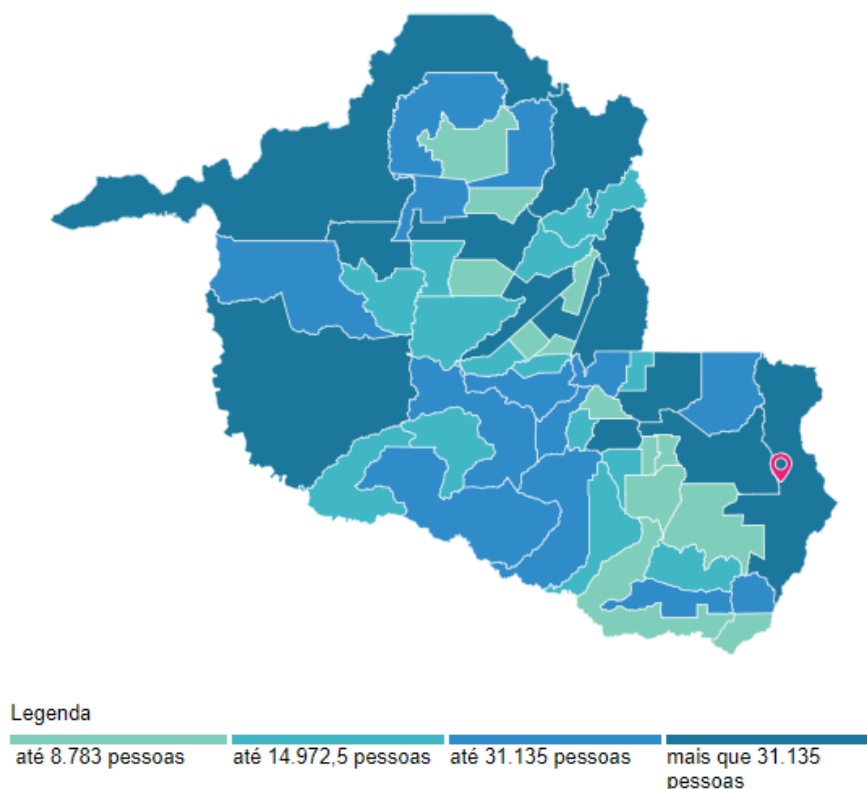 Legenda
até 8.783 pessoas
até 14.972,5 pessoas
até 31.135 pessoas
mais que 31.135
pessoas